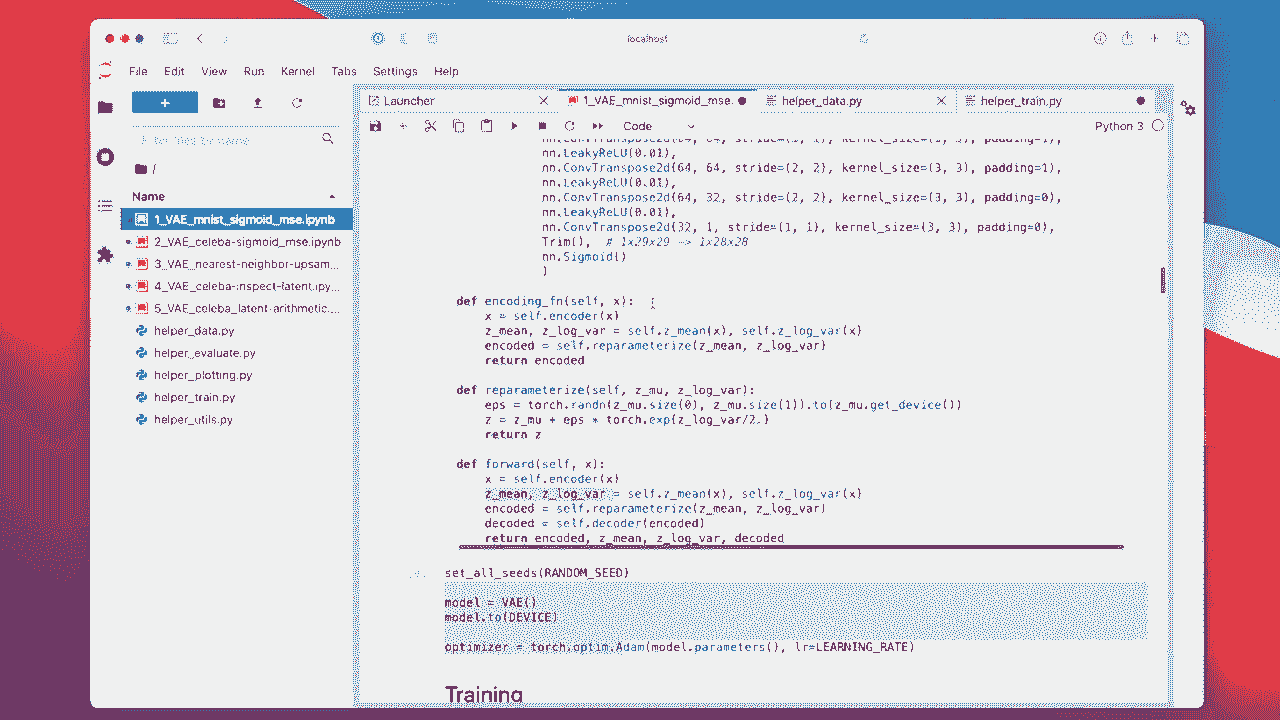 localhost
File Edit View Run Kernel Tabs Settings Help
Launcher
1_VAE_mnist_sigmoid_mse.
helper_data.py
helper_train.py
Code
Python 3
Filter files by name
/
Name
1_VAE_mnist_sigmoid_mse.ipynb
2_VAE_celeba-sigmoid_mse.ipynb
3_VAE_nearest-neighbor-upsam...
4_VAE_celeba-inspect-latent.ipy...
5_VAE_celeba_latent-arithmetic....
helper_data.py
helper_evaluate.py
helper_plotting.py
helper_train.py
helper_utils.py
nn.LeakyReLU(0.01),
nn.ConvTranspose2d(64, 64, stride=(2, 2), kernel_size=(3, 3), padding=1),
nn.LeakyReLU(0.01),
nn.ConvTranspose2d(64, 32, stride=(2, 2), kernel_size=(3, 3), padding=0),
nn.LeakyReLU(0.01),
nn.ConvTranspose2d(32, 1, stride=(1, 1), kernel_size=(3, 3), padding=0),
Trim(), # 1x29x29 -> 1x28x28
nn.Sigmoid()
)
def encoding_fn(self, x):
x = self.encoder(x)
z_mean, z_log_var = self.z_mean(x), self.z_log_var(x)
encoded = self.reparameterize(z_mean, z_log_var)
return encoded
def reparameterize(self, z_mu, z_log_var):
eps = torch.randn(z_mu.size(0), z_mu.size(1)).to(z_mu.get_device())
z = z_mu + eps * torch.exp(z_log_var/2.)
return z
def forward(self, x):
x = self.encoder(x)
z_mean, z_log_var = self.z_mean(x), self.z_log_var(x)
encoded = self.reparameterize(z_mean, z_log_var)
decoded = self.decoder(encoded)
return encoded, z_mean, z_log_var, decoded
set_all_seeds(RANDOM_SEED)
model = VAE()
model.to(DEVICE)
optimizer = torch.optim.Adam(model.parameters(), lr=LEARNING_RATE)
Training